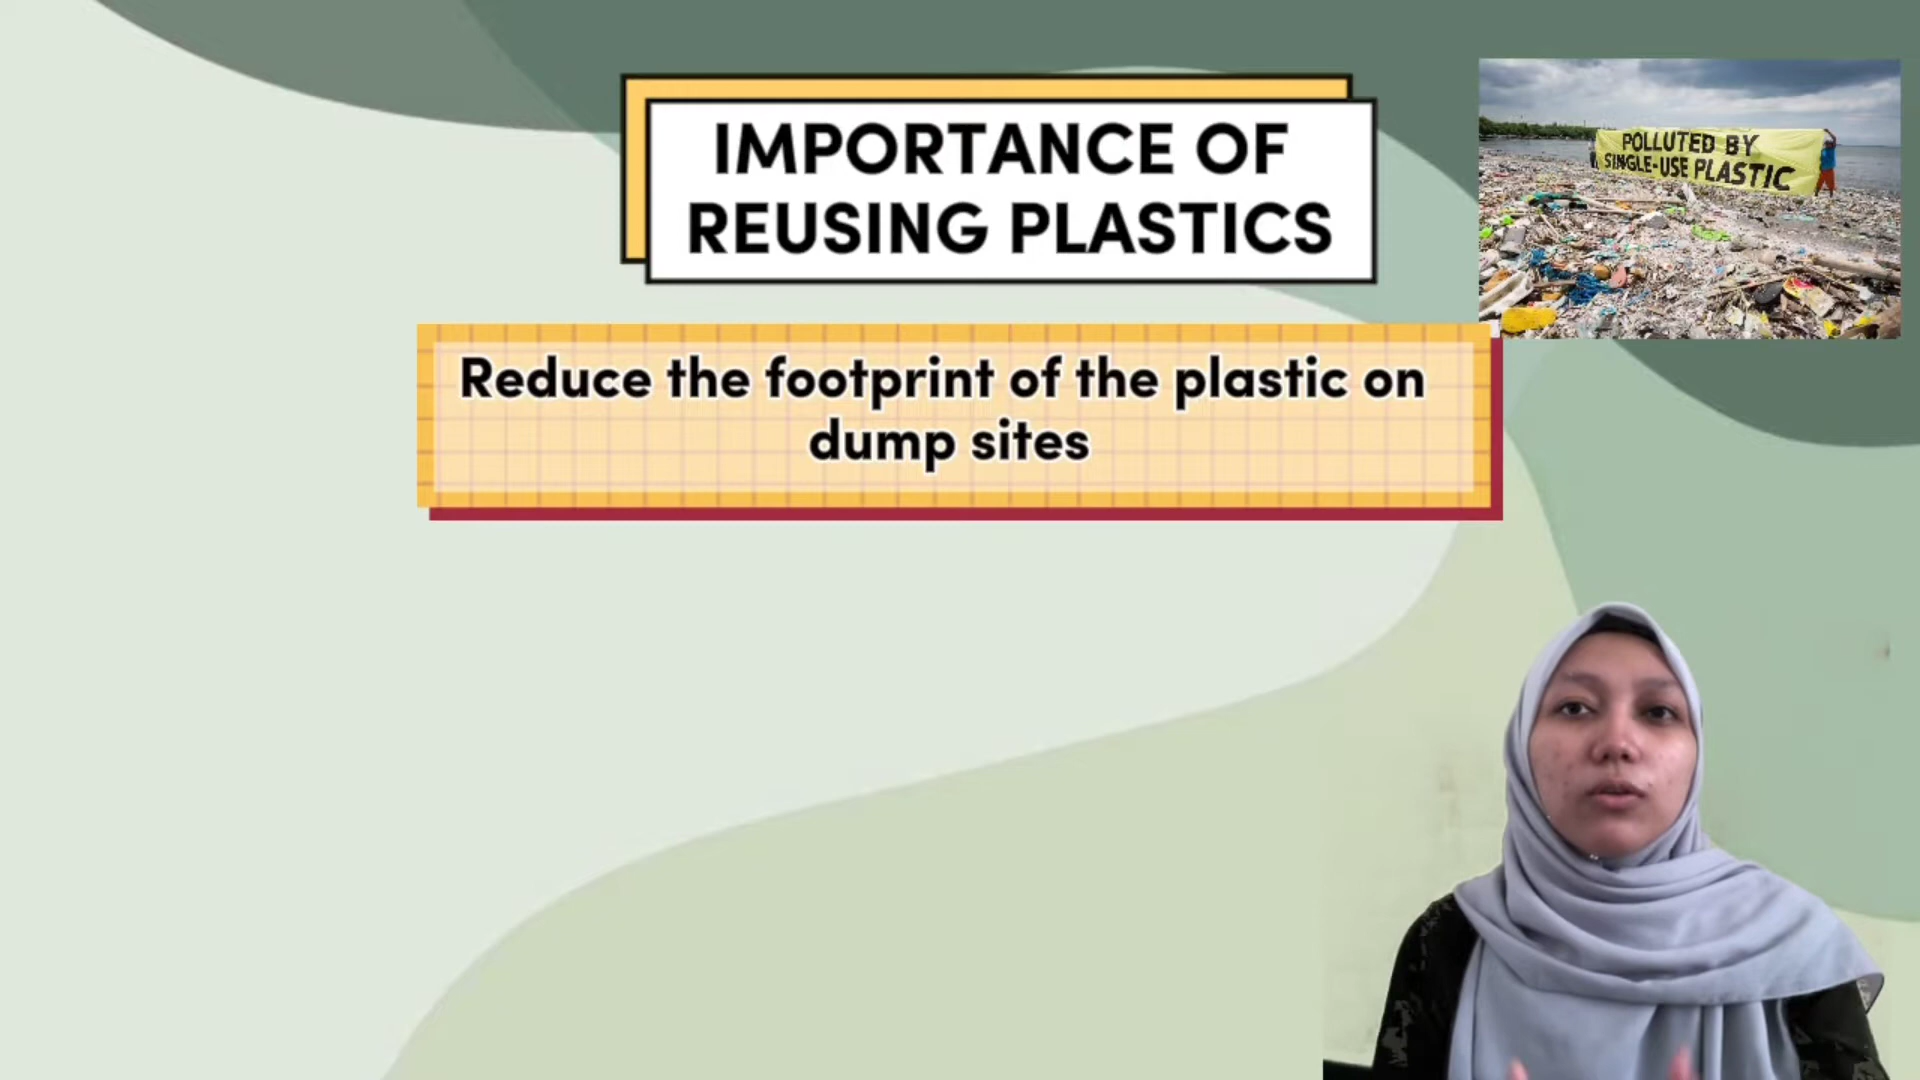 IMPORTANCE OF
REUSING PLASTICS
POLLUTED BY
SINGLE-USE PLASTIC
Reduce the footprint of the plastic on
dump sites